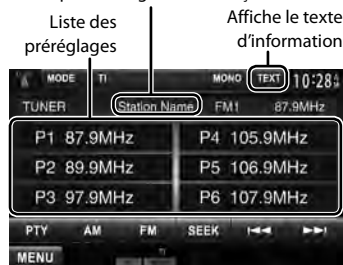 Liste des
préréglages
Affiche le texte
d'information
MODE TI MONO TEXT 10:28
TUNER Station Name FM1 87.9MHz
P1 87.9MHz P4 105.9MHz
P2 89.9MHz P5 106.9MHz
P3 97.9MHz P6 107.9MHz
PTY AM FM SEEK
MENU